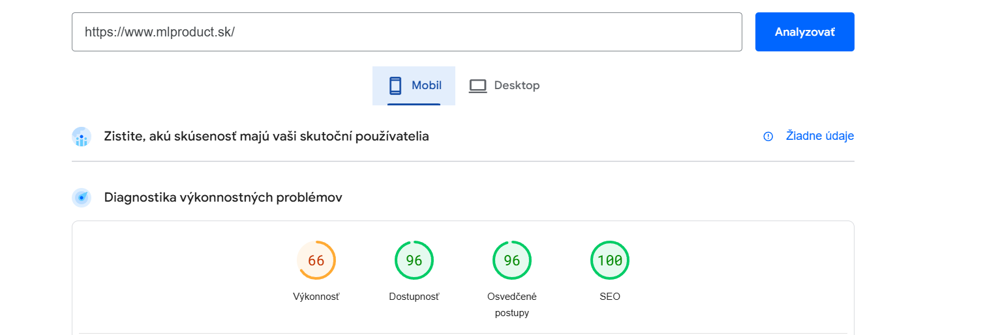 https://www.mlproduct.sk/
Analyzovať
Mobil
Desktop
Zistite, akú skúsenosť majú vaši skutoční používatelia
Žiadne údaje
Diagnostika výkonnostných problémov
66
96
96
100
Výkonnosť
Dostupnosť
Osvedčené
postupy
SEO